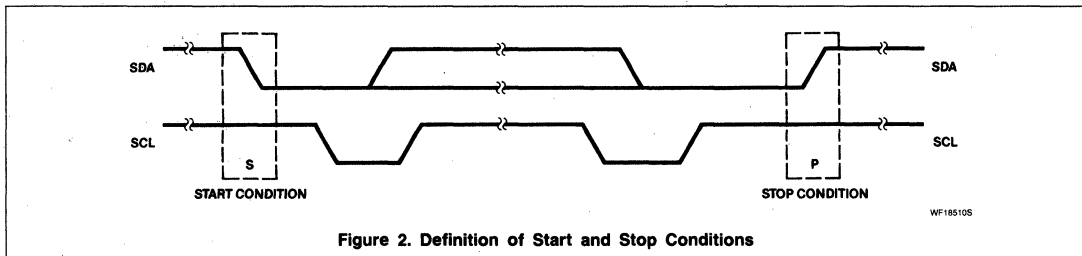 SDA
SDA
SCL
SCL
S
P
START CONDITION
STOP CONDITION
WF18510S
Figure 2. Definition of Start and Stop Conditions